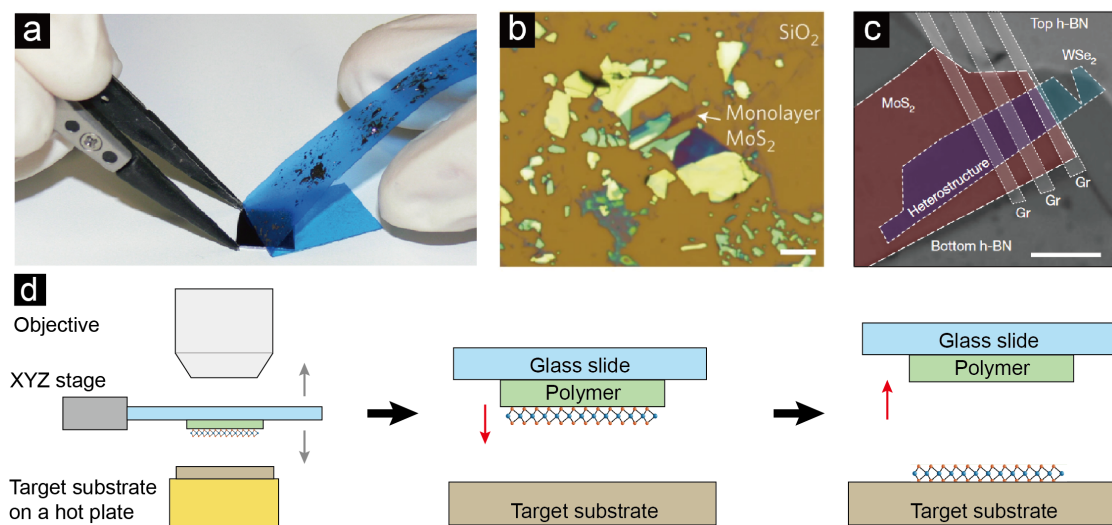 a
b
SiO2
Monolayer
MoS2
c
Top h-BN
WSe2
MoS2
Heterostructure
Gr
Gr
Gr
Bottom h-BN
d
Objective
XYZ stage
Target substrate
on a hot plate
Glass slide
Polymer
Target substrate
Glass slide
Polymer
Target substrate